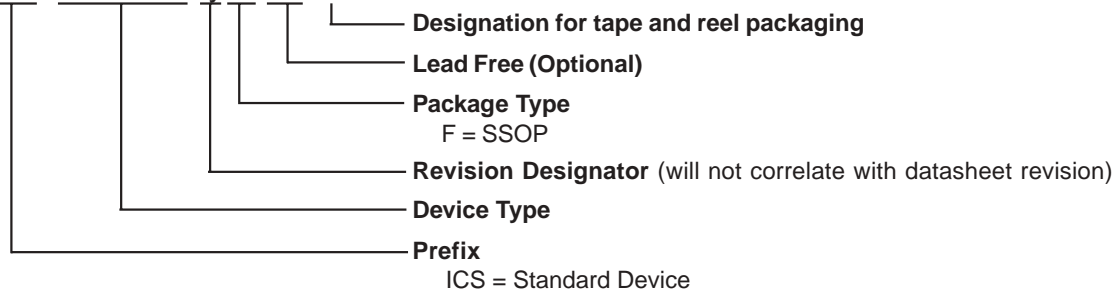 Designation for tape and reel packaging
Lead Free (Optional)
Package Type
F = SSOP
Revision Designator (will not correlate with datasheet revision)
Device Type
Prefix
ICS = Standard Device